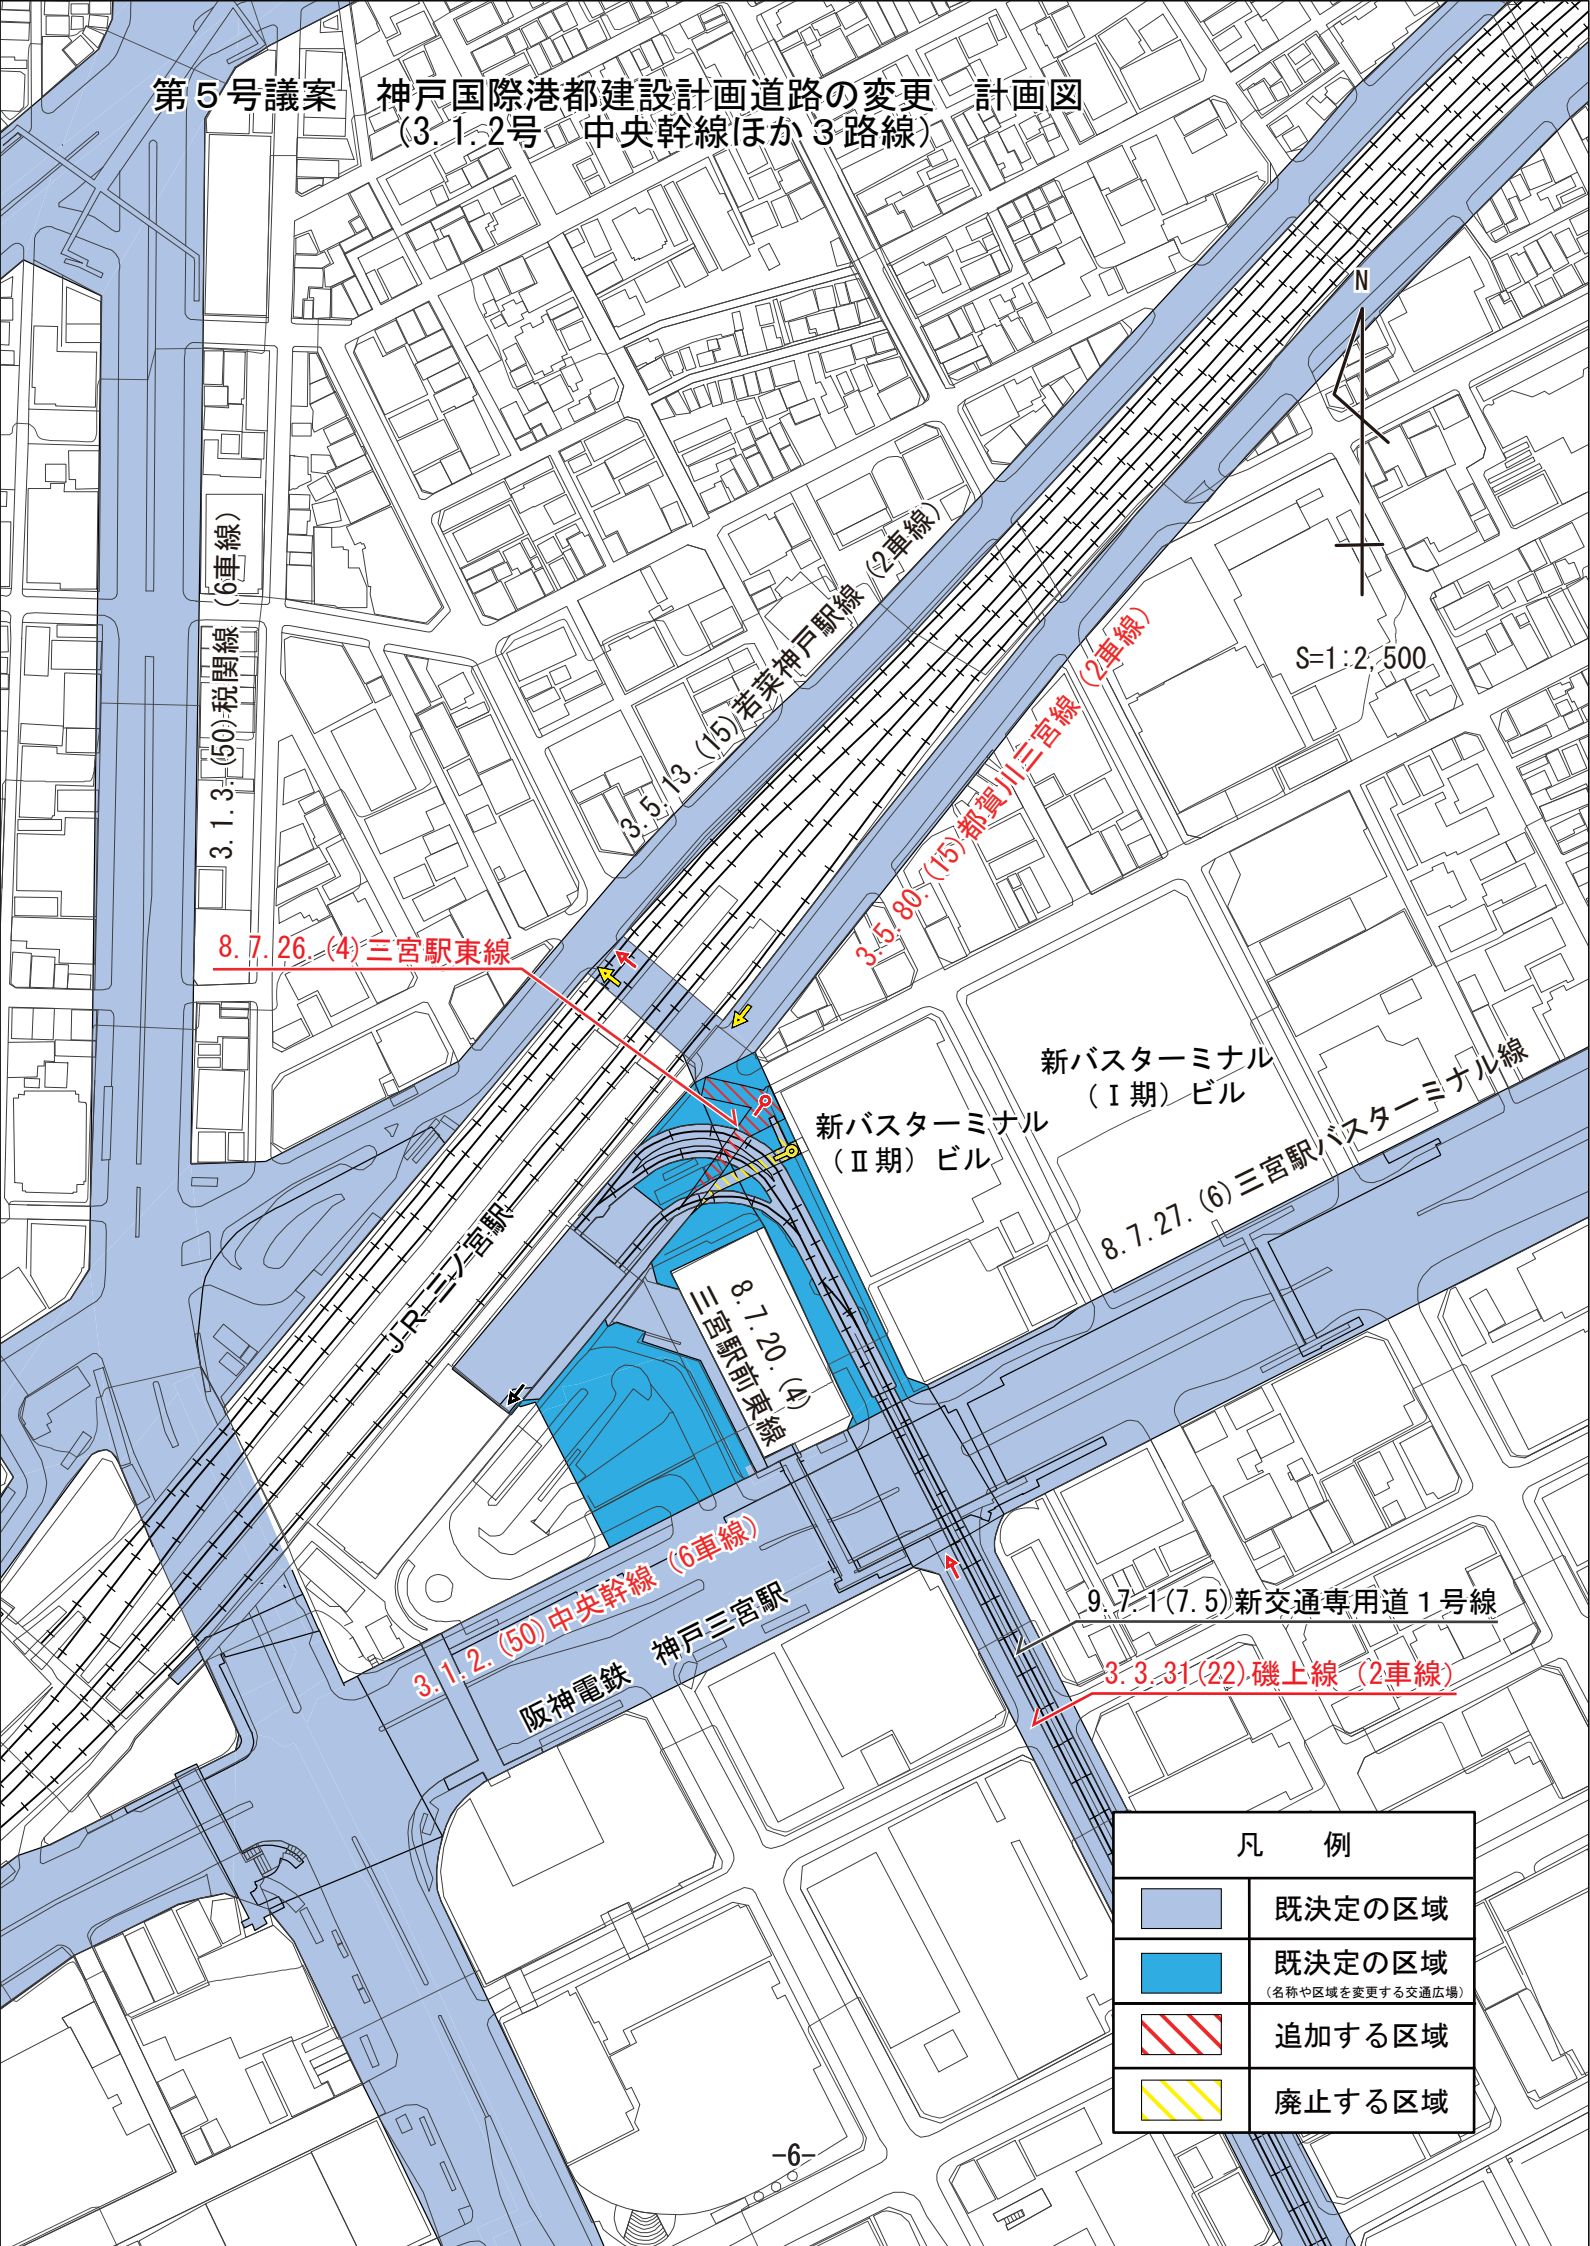 第５号議案　神戸国際港都建設計画道路の変更　計画図
（3.1.2号　中央幹線ほか３路線）
N
S=1:2,500
3.1.3.(50)税関線（6車線）
3.5.13.(15)若菜神戸駅線（2車線）
3.5.80.(15)都賀川三宮線（2車線）
8.7.26.(4)三宮駅東線
新バスターミナル
（Ⅰ期）ビル
新バスターミナル
（Ⅱ期）ビル
8.7.27.(6)三宮駅バスターミナル線
ＪＲ三ノ宮駅
8.7.20.(4)
三宮駅前東線
3.1.2.(50)中央幹線（6車線）
阪神電鉄　神戸三宮駅
9.7.1(7.5)新交通専用道１号線
3.3.31(22)磯上線（2車線）
凡　例
既決定の区域
既決定の区域
（名称や区域を変更する交通広場）
追加する区域
廃止する区域
-6-